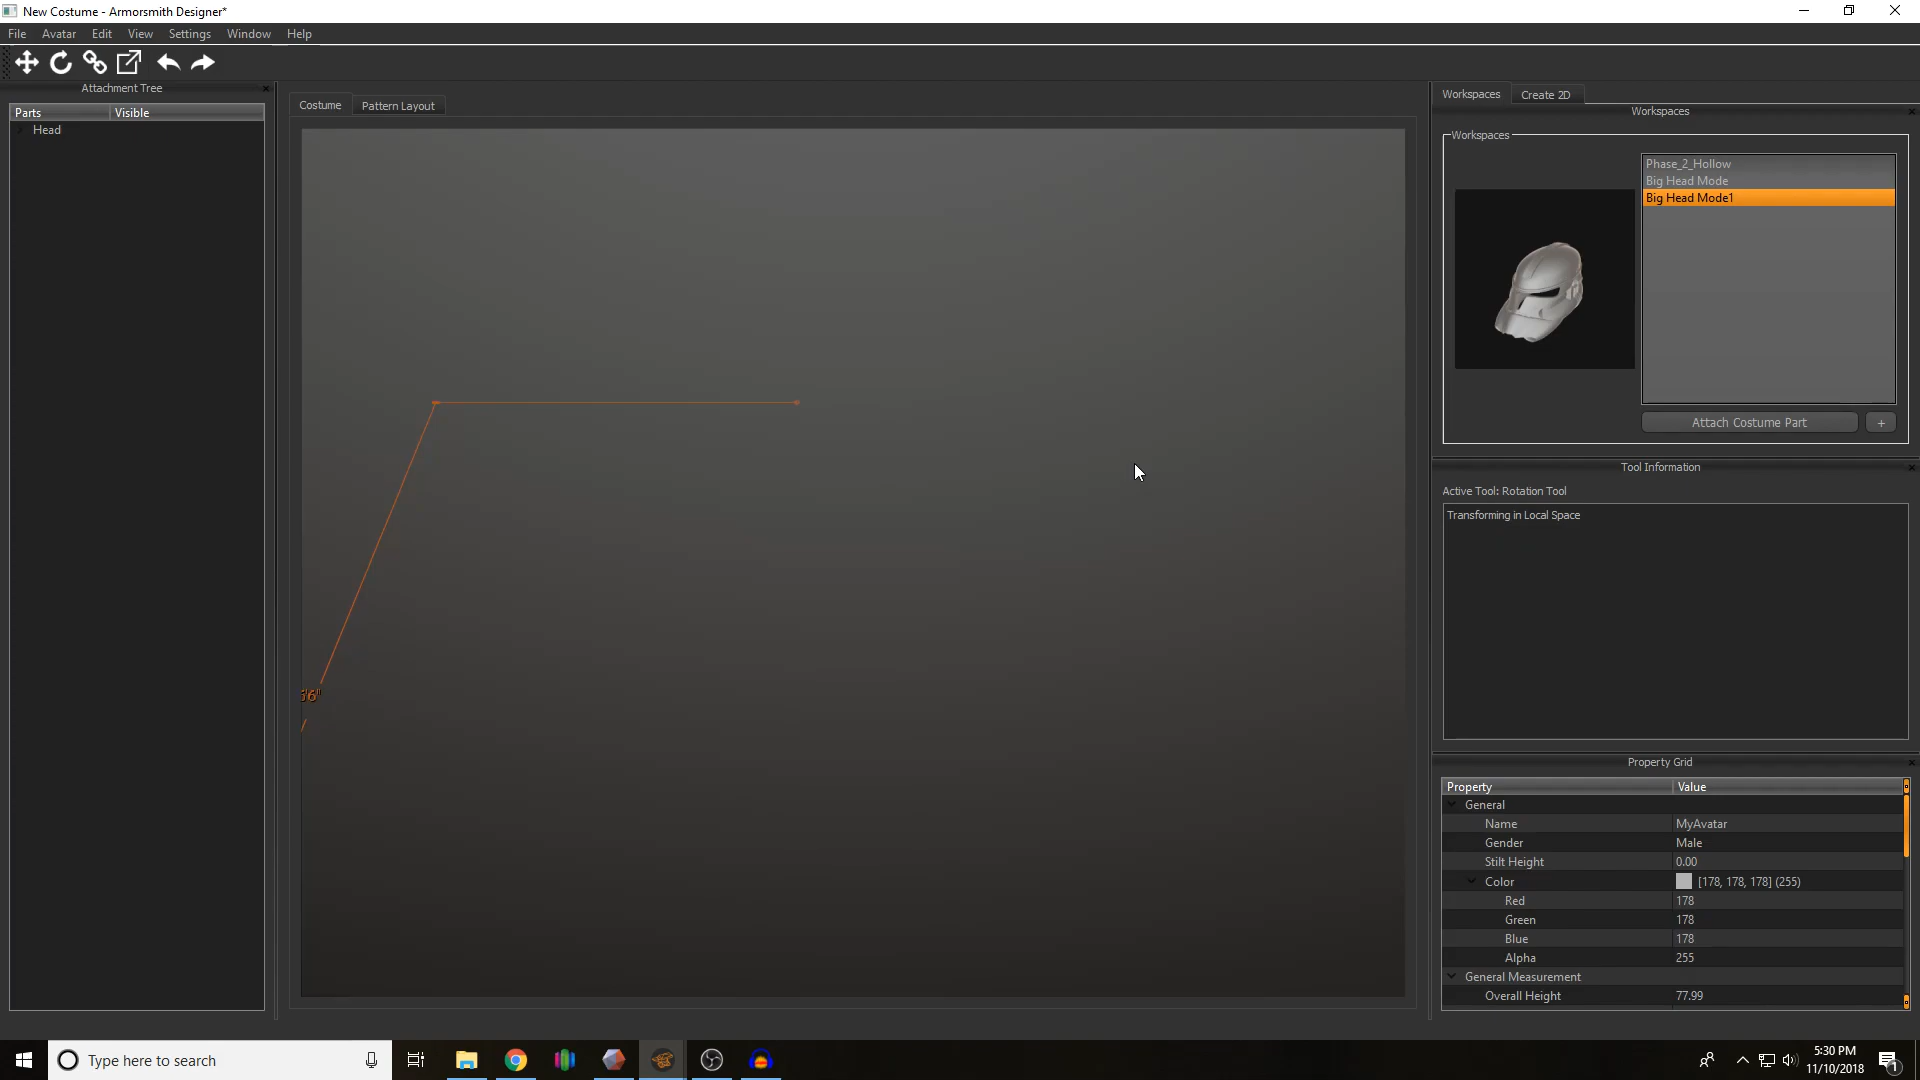 New Costume - Armorsmith Designer*
File Avatar Edit View Settings Window Help
Attachment Tree
Parts Visible
Head
Costume Pattern Layout
6'6"
Workspaces Create 2D
Workspaces
Workspaces
Phase_2_Hollow
Big Head Mode
Big Head Mode1
Attach Costume Part +
Tool Information
Active Tool: Rotation Tool
Transforming in Local Space
Property Grid
Property Value
General
Name MyAvatar
Gender Male
Stilt Height 0.00
Color [178, 178, 178] (255)
Red 178
Green 178
Blue 178
Alpha 255
General Measurement
Overall Height 77.99
Type here to search
5:30 PM
11/10/2018
1